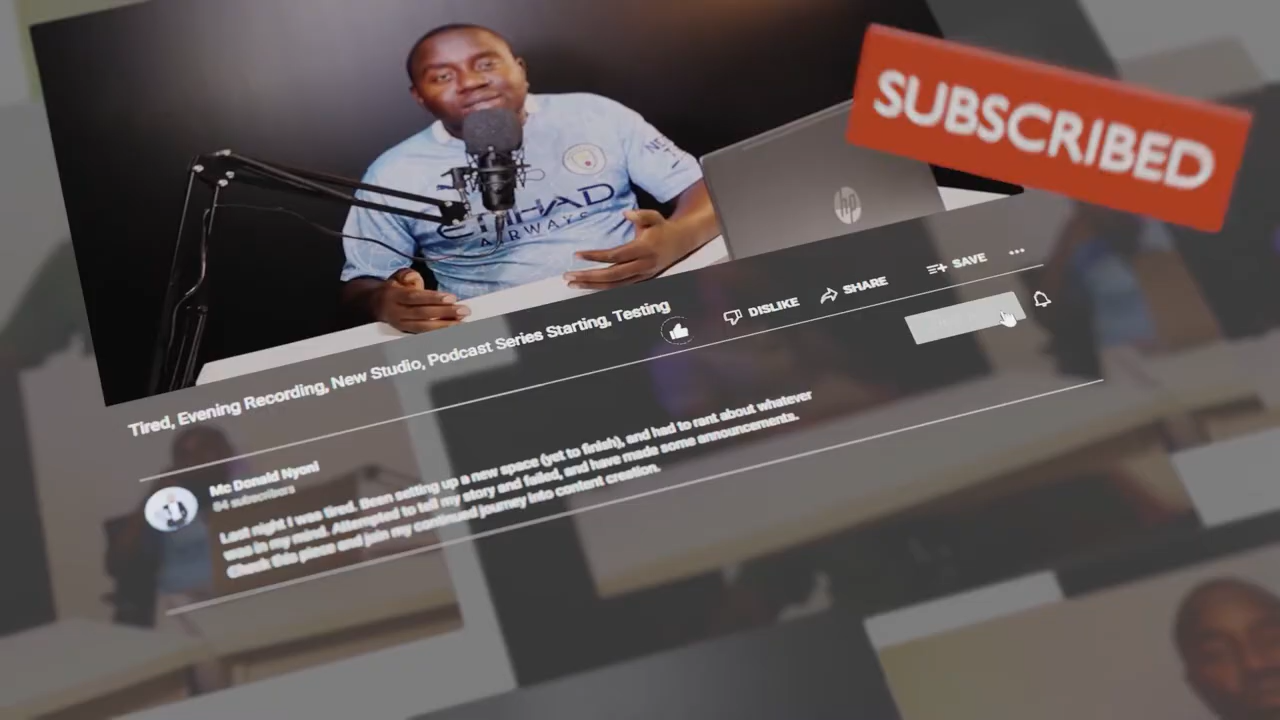 SUBSCRIBED
NE
ETIHAD
AIRWAYS
hp
Tired, Evening Recording, New Studio, Podcast Series Starting, Testing
DISLIKE
SHARE
SAVE
Mc Donald Nyoni
84 subscribers
Last night I was tired. Been setting up a new space (yet to finish), and had to rant about whatever
was in my mind. Attempted to tell my story and failed, and have made some announcements.
Check this piece and join my continued journey into content creation.